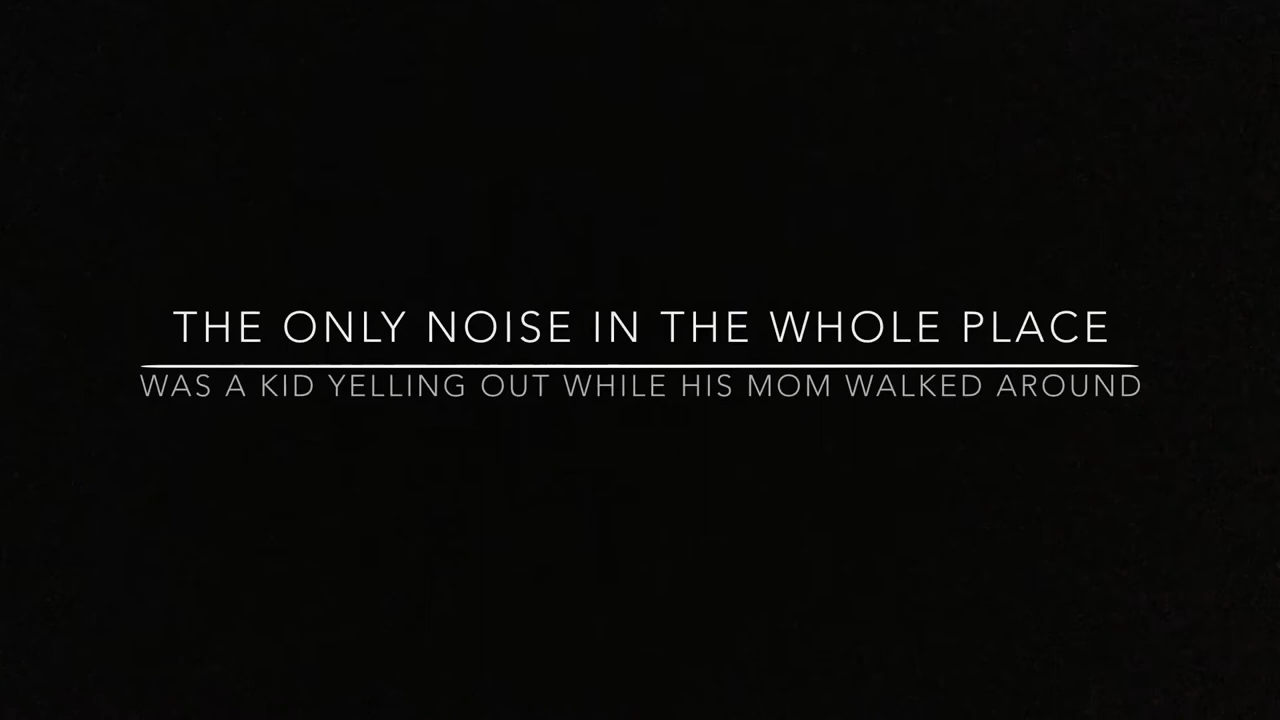 THE ONLY NOISE IN THE WHOLE PLACE
WAS A KID YELLING OUT WHILE HIS MOM WALKED AROUND